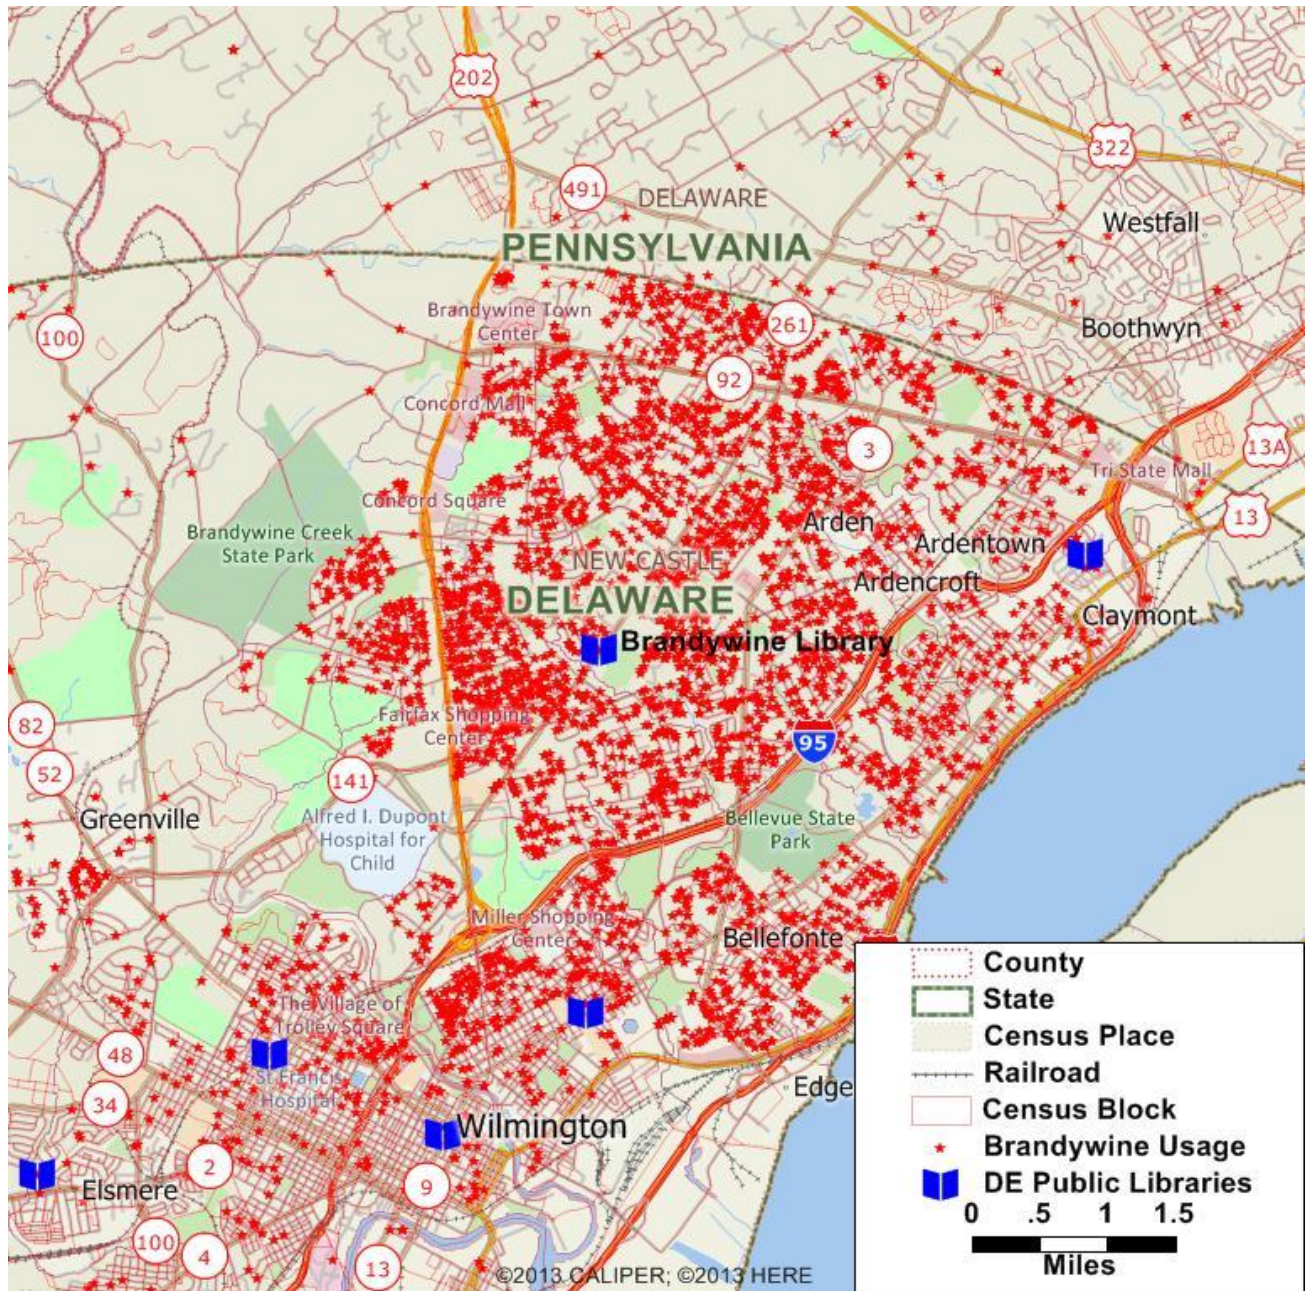 202
322
491
DELAWARE
Westfall
PENNSYLVANIA
Brandywine Town
Center
261
100
Boothwyn
92
Concord Mall
3
13A
Tri State Mall
Concord Square
13
Arden
Brandywine Creek
State Park
Ardentown
NEW CASTLE
Ardencroft
DELAWARE
Claymont
Brandywine Library
82
Fairfax Shopping
Center
95
52
141
Greenville
Alfred I. Dupont
Hospital for
Child
Bellevue State
Park
Miller Shopping
Center
Bellefonte
The Village of
Trolley Square
48
St Francis
Hospital
34
Edge
Wilmington
2
9
Elsmere
100
4
13
County
State
Census Place
Railroad
Census Block
Brandywine Usage
DE Public Libraries
0 .5 1 1.5
Miles
©2013 CALIPER; ©2013 HERE